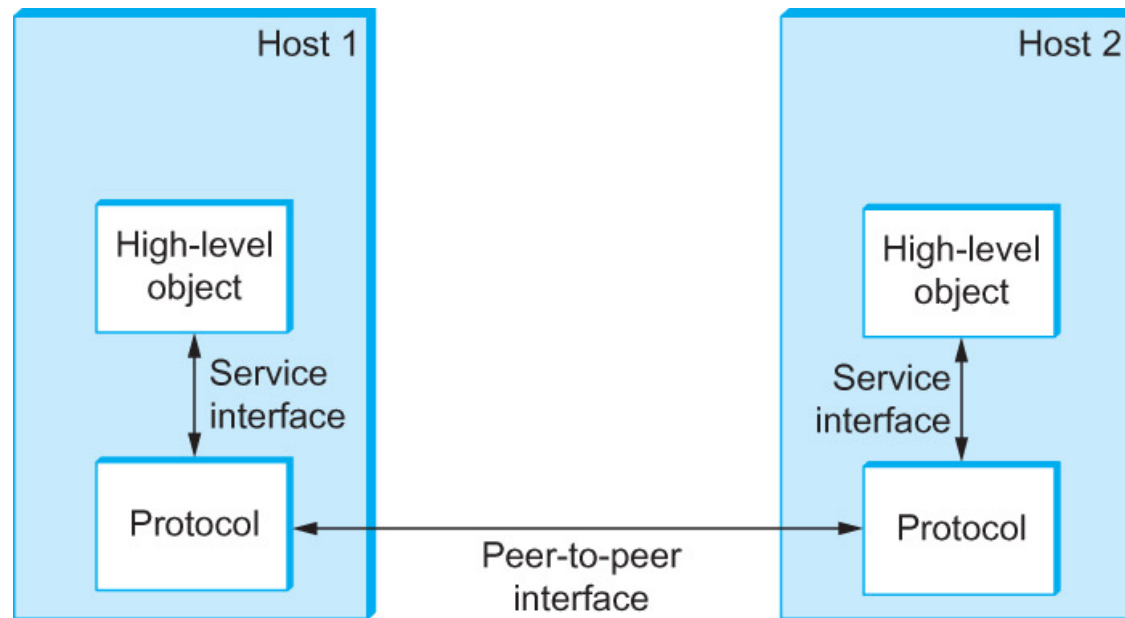 Host 1
High-level
object
Service
interface
Protocol
Peer-to-peer
interface
Host 2
High-level
object
Service
interface
Protocol